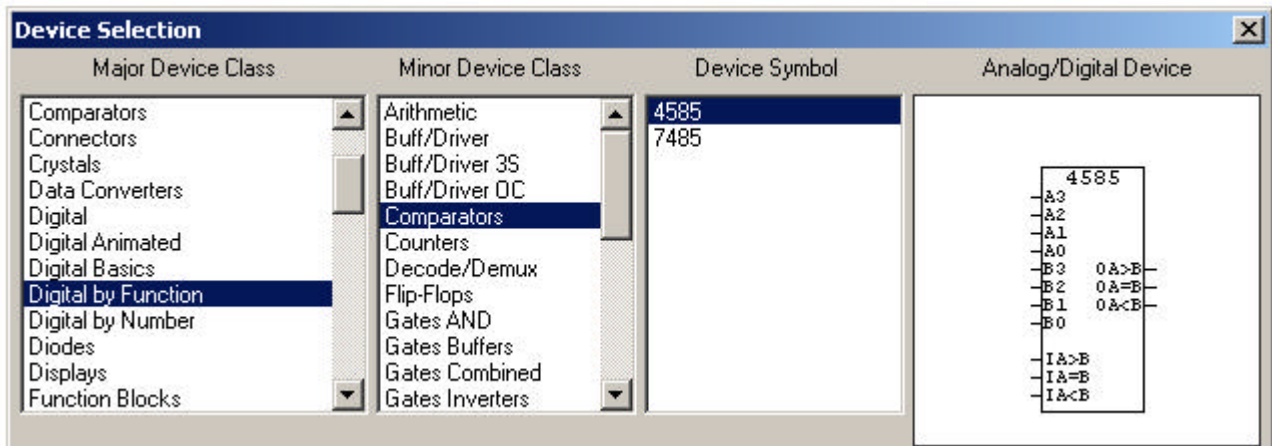 Device Selection
Major Device Class
Minor Device Class
Device Symbol
Analog/Digital Device
Comparators
Connectors
Crystals
Data Converters
Digital
Digital Animated
Digital Basics
Digital by Function
Digital by Number
Diodes
Displays
Function Blocks
Arithmetic
Buff/Driver
Buff/Driver 3S
Buff/Driver OC
Comparators
Counters
Decode/Demux
Flip-Flops
Gates AND
Gates Buffers
Gates Combined
Gates Inverters
4585
7485
4585
A3
A2
A1
A0
B3 OA>B
B2 OA=B
B1 OA<B
B0
IA>B
IA=B
IA<B